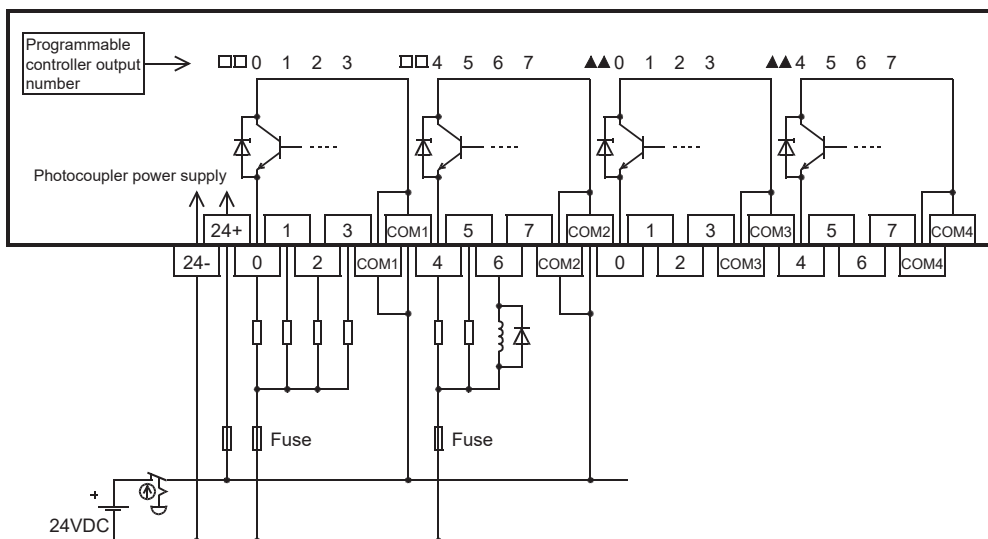 Programmable
controller output
number
□□0 1 2 3 □□4 5 6 7 ▲▲0 1 2 3 ▲▲4 5 6 7
Photocoupler power supply
24+ 1 3 COM1 5 7 COM2 1 3 COM3 5 7 COM4
24- 0 2 COM1 4 6 COM2 0 2 COM3 4 6 COM4
Fuse Fuse
+
24VDC